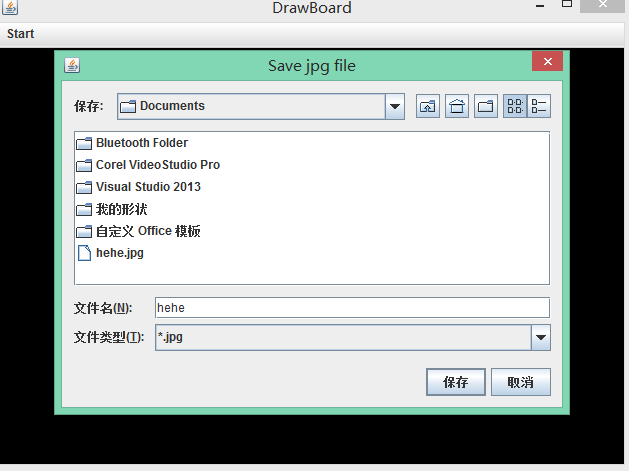 DrawBoard
Start
Save jpg file
保存: Documents
Bluetooth Folder
Corel VideoStudio Pro
Visual Studio 2013
我的形状
自定义 Office 模板
hehe.jpg
文件名(N): hehe
文件类型(T): *.jpg
保存 取消